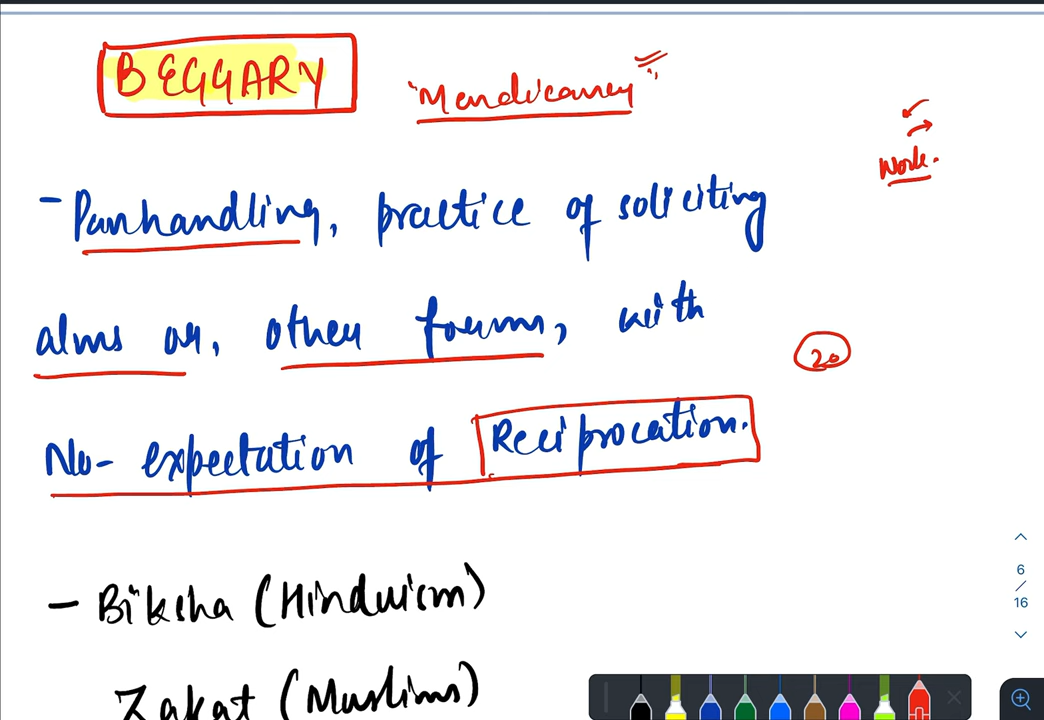 BEGGARY
"Mendicancy"
Work.
- Panhandling, practice of soliciting
alms or, other forms, with
20
No- expectation of Reciprocation.
- Biksha (Hinduism)
Zakat (Muslims)
6
/
16